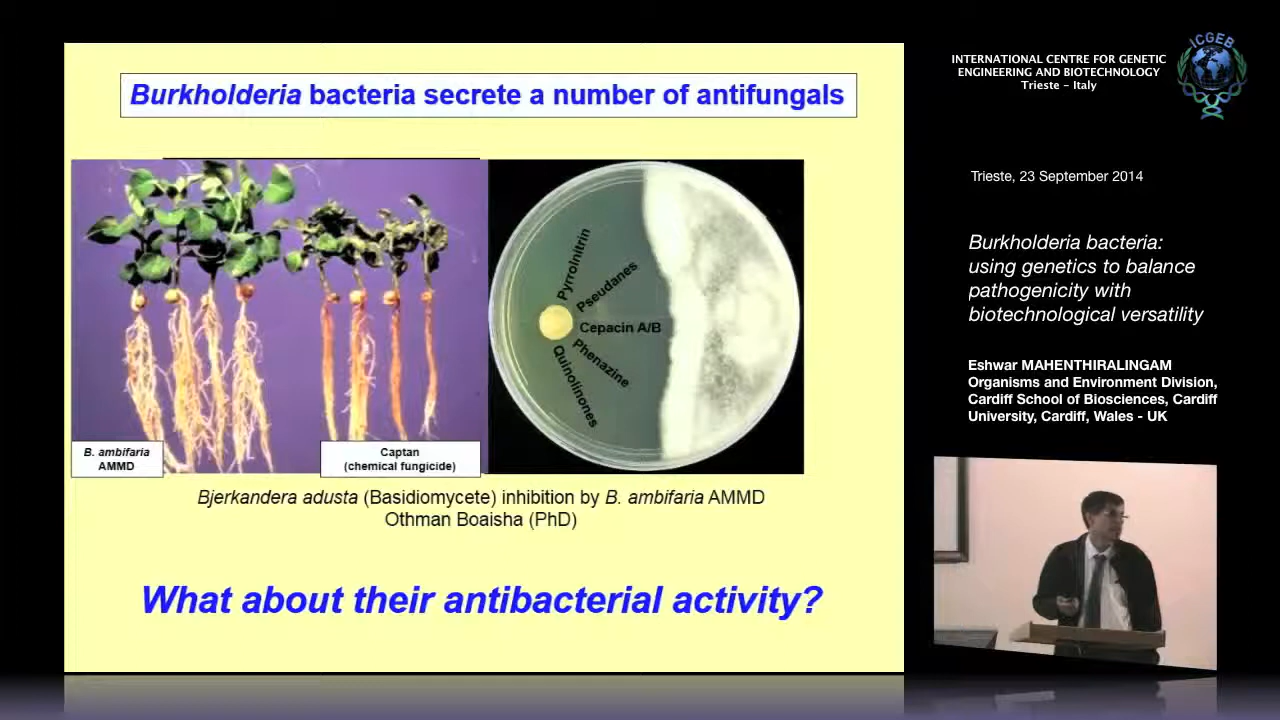 Burkholderia bacteria secrete a number of antifungals
Pyrrolnitrin
Pseudanes
Cepacin A/B
Phenazine
Quinolinones
B. ambifaria
AMMD
Captan
(chemical fungicide)
Bjerkandera adusta (Basidiomycete) inhibition by B. ambifaria AMMD
Othman Boaisha (PhD)
What about their antibacterial activity?
INTERNATIONAL CENTRE FOR GENETIC
ENGINEERING AND BIOTECHNOLOGY
Trieste - Italy
ICGEB
Trieste, 23 September 2014
Burkholderia bacteria:
using genetics to balance
pathogenicity with
biotechnological versatility
Eshwar MAHENTHIRALINGAM
Organisms and Environment Division,
Cardiff School of Biosciences, Cardiff
University, Cardiff, Wales - UK